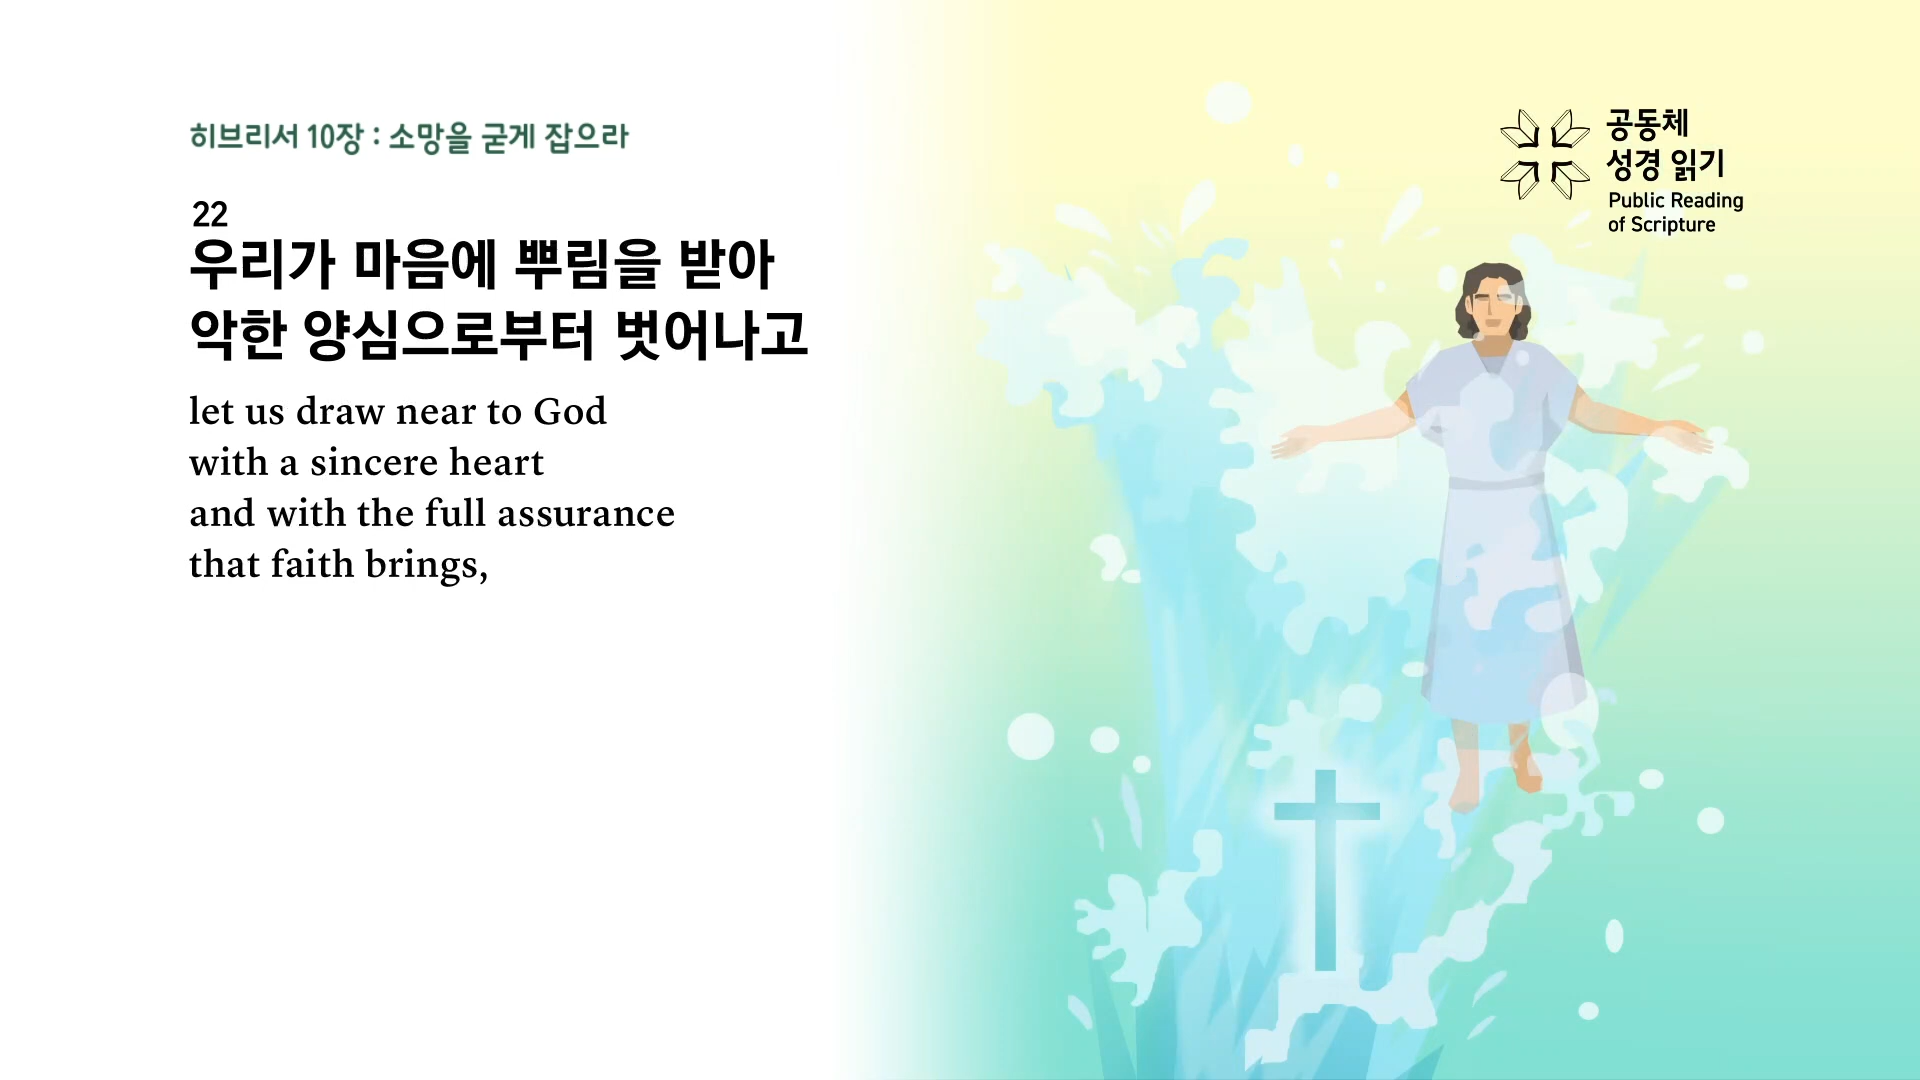 히브리서 10장 : 소망을 굳게 잡으라
22
우리가 마음에 뿌림을 받아
악한 양심으로부터 벗어나고
let us draw near to God
with a sincere heart
and with the full assurance
that faith brings,
공동체
성경 읽기
Public Reading
of Scripture